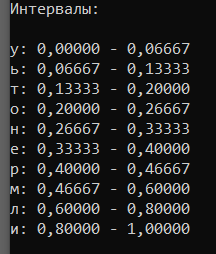 Интервалы:
у: 0,00000 - 0,06667
ь: 0,06667 - 0,13333
т: 0,13333 - 0,20000
о: 0,20000 - 0,26667
н: 0,26667 - 0,33333
е: 0,33333 - 0,40000
р: 0,40000 - 0,46667
м: 0,46667 - 0,60000
л: 0,60000 - 0,80000
и: 0,80000 - 1,00000